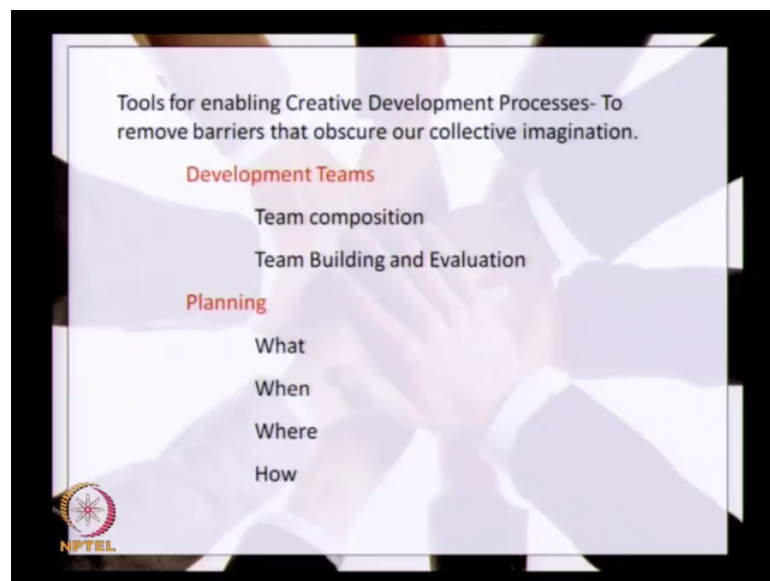 Tools for enabling Creative Development Processes- To
remove barriers that obscure our collective imagination.
Development Teams
Team composition
Team Building and Evaluation
Planning
What
When
Where
How
NPTEL